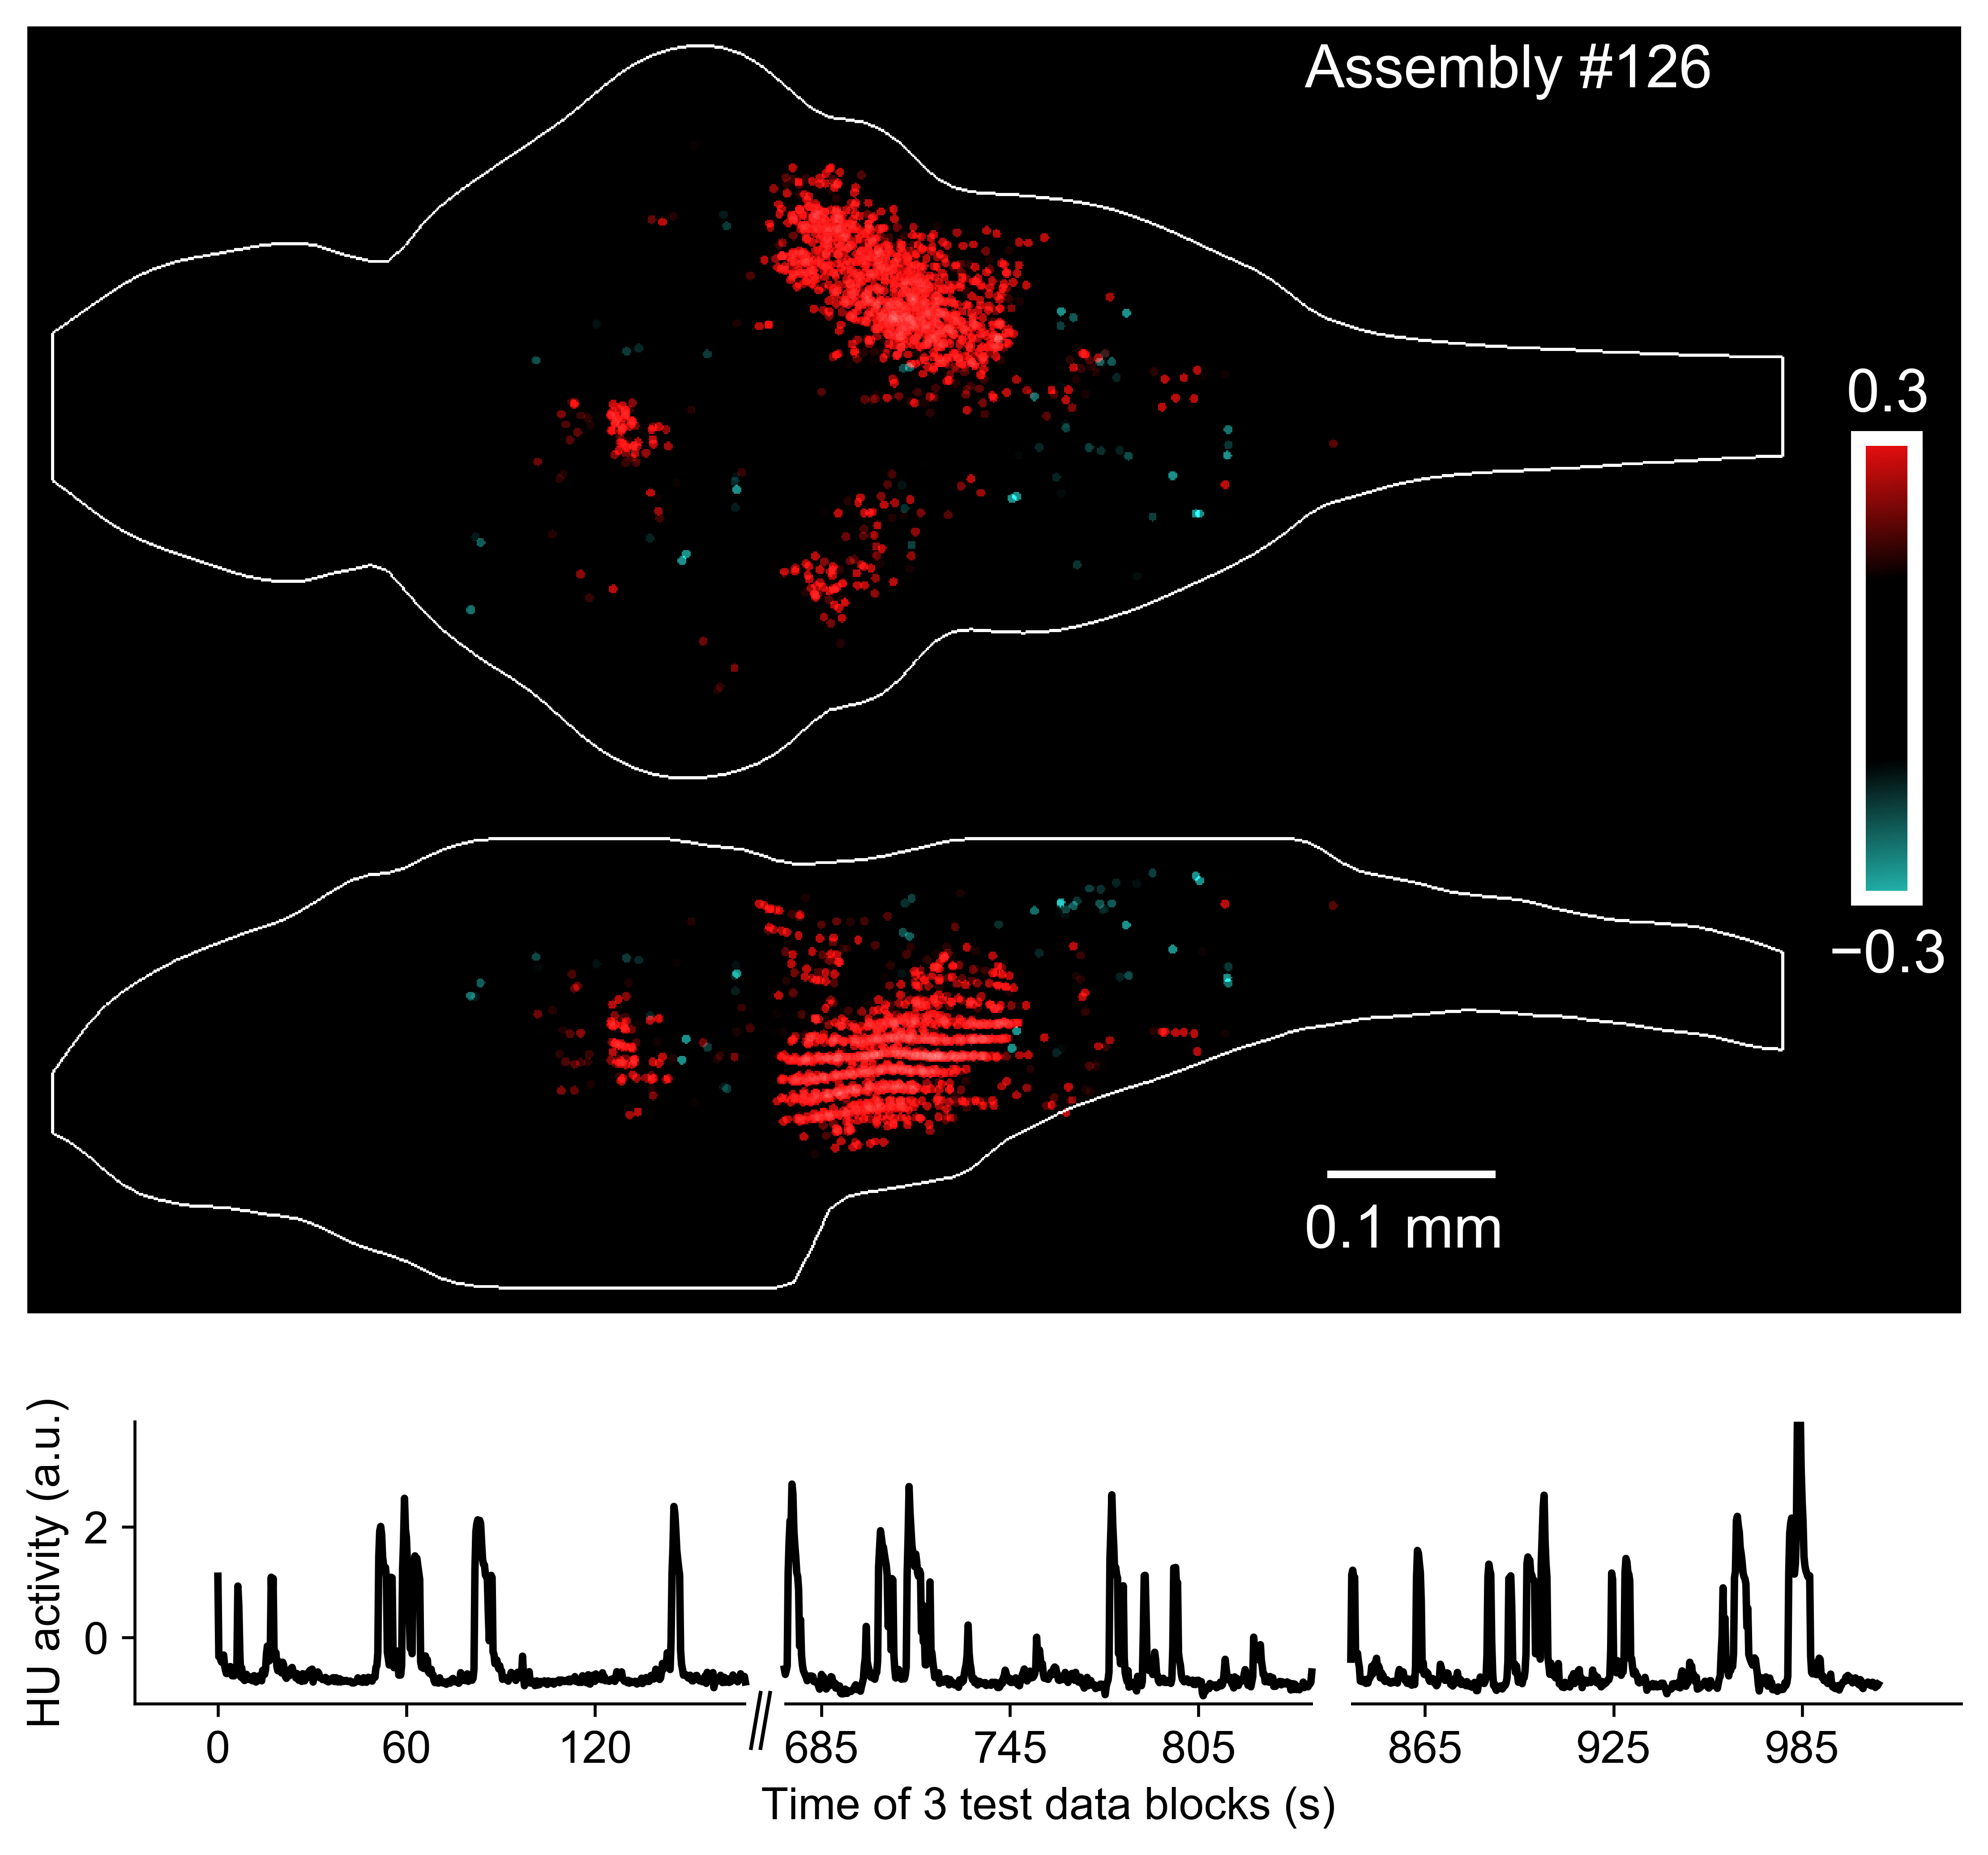 Assembly #126
0.3
−0.3
0.1 mm
HU activity (a.u.)
2
0
0 60 120 685 745 805 865 925 985
Time of 3 test data blocks (s)